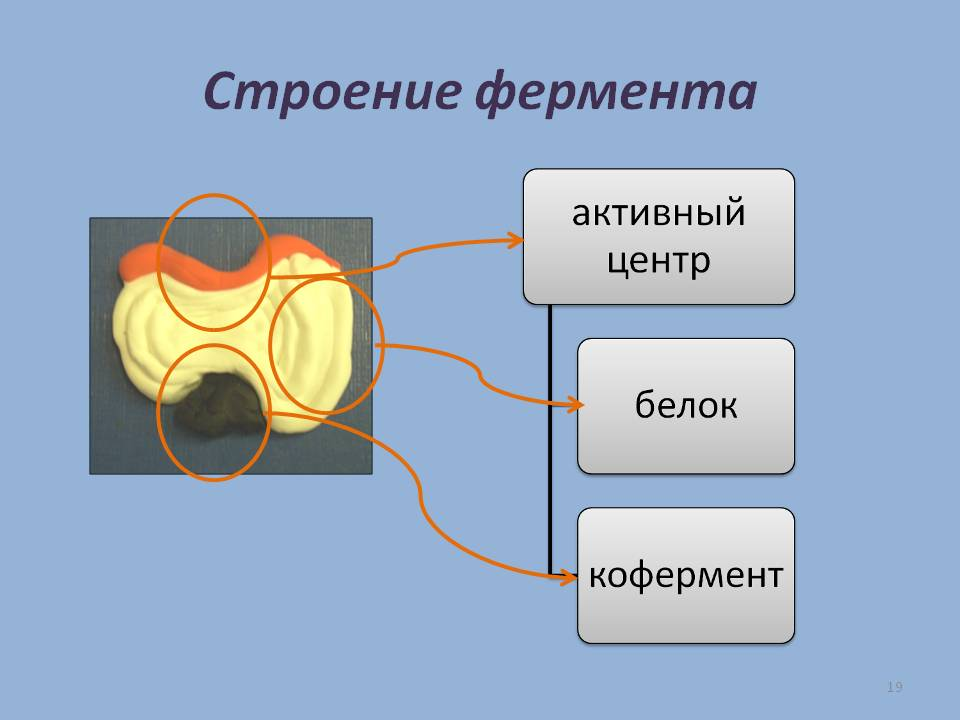 Строение фермента
активный
центр
белок
кофермент
19